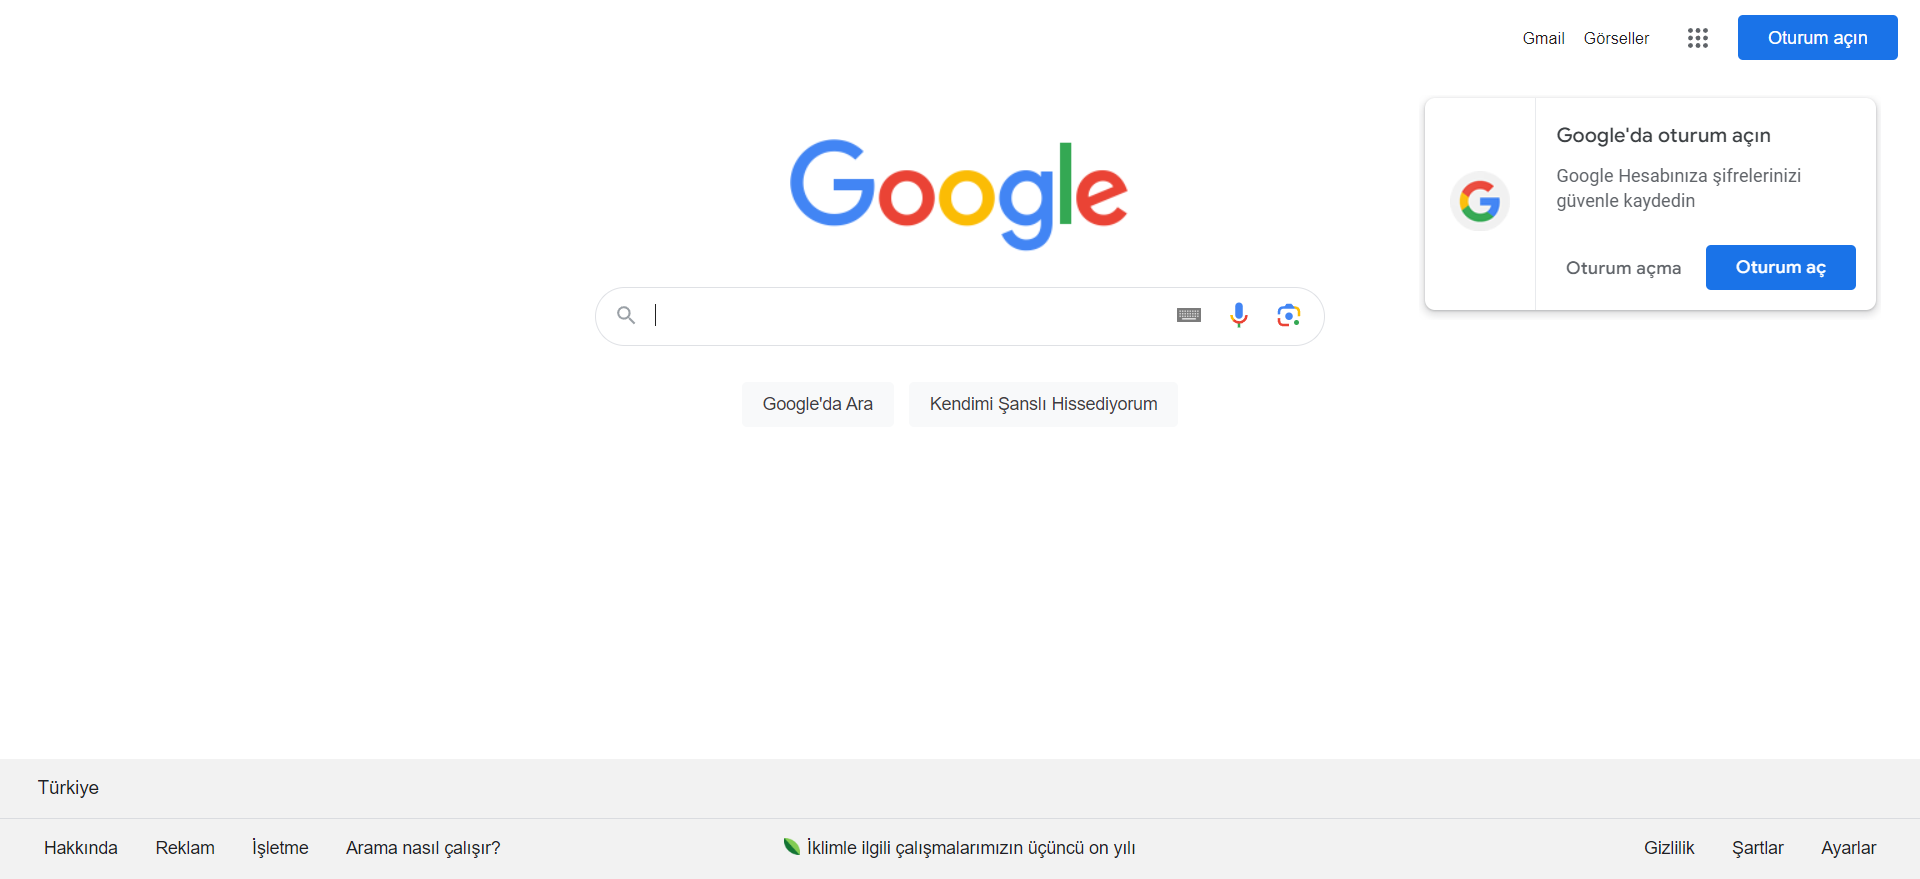 Gmail Görseller Oturum açın
Google
Google'da oturum açın
Google Hesabınıza şifrelerinizi
güvenle kaydedin
Oturum açma Oturum aç
Google'da Ara Kendimi Şanslı Hissediyorum
Türkiye
Hakkında Reklam İşletme Arama nasıl çalışır? İklimle ilgili çalışmalarımızın üçüncü on yılı Gizlilik Şartlar Ayarlar